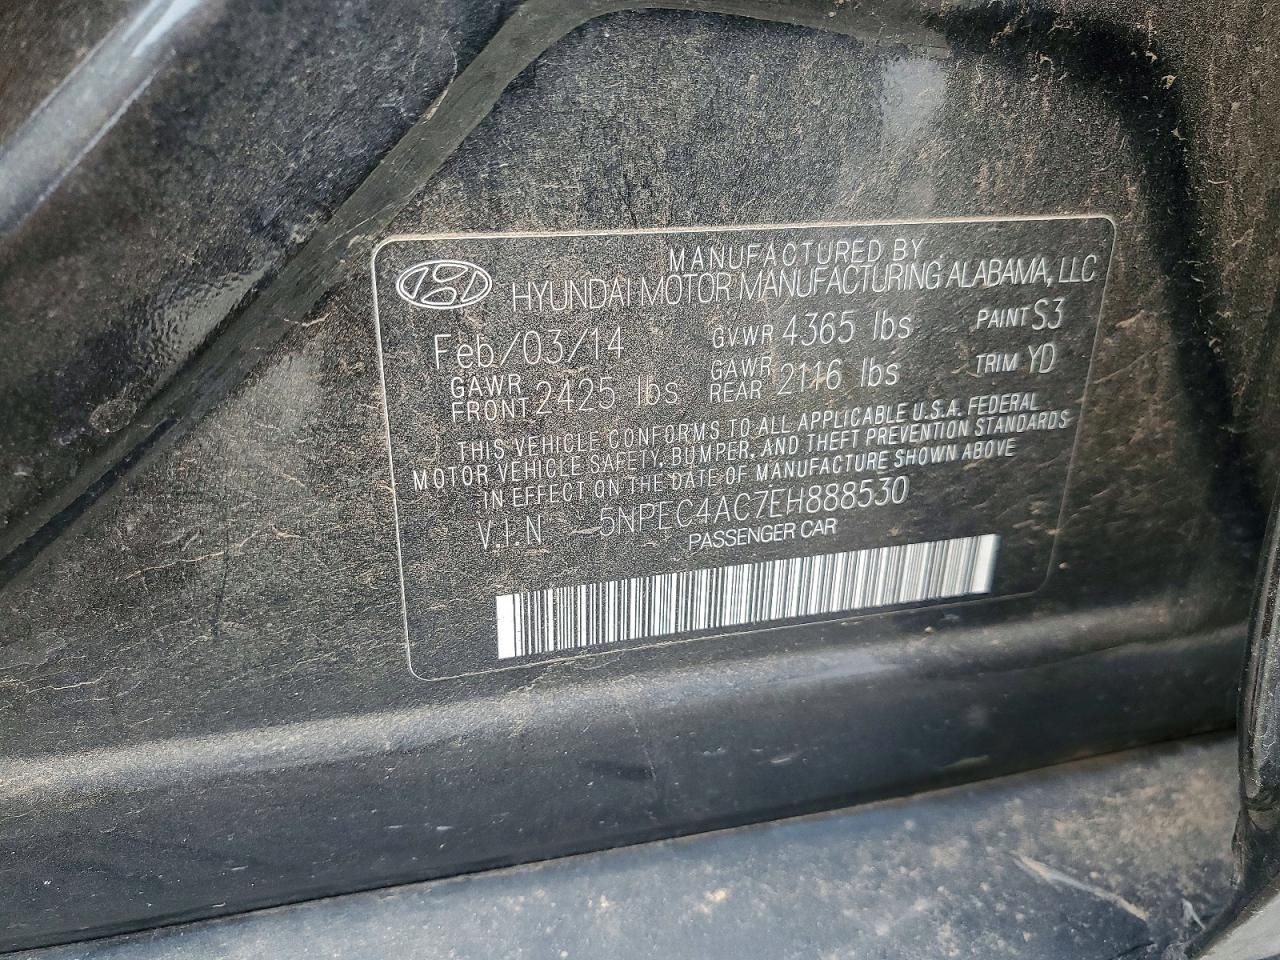 MANUFACTURED BY
HYUNDAI MOTOR MANUFACTURING ALABAMA, LLC
Feb/03/14 GVWR 4365 lbs PAINT S3
GAWR FRONT 2425 lbs GAWR REAR 2116 lbs TRIM YD
THIS VEHICLE CONFORMS TO ALL APPLICABLE U.S.A. FEDERAL
MOTOR VEHICLE SAFETY, BUMPER, AND THEFT PREVENTION STANDARDS
IN EFFECT ON THE DATE OF MANUFACTURE SHOWN ABOVE
V.I.N 5NPEC4AC7EH888530
PASSENGER CAR